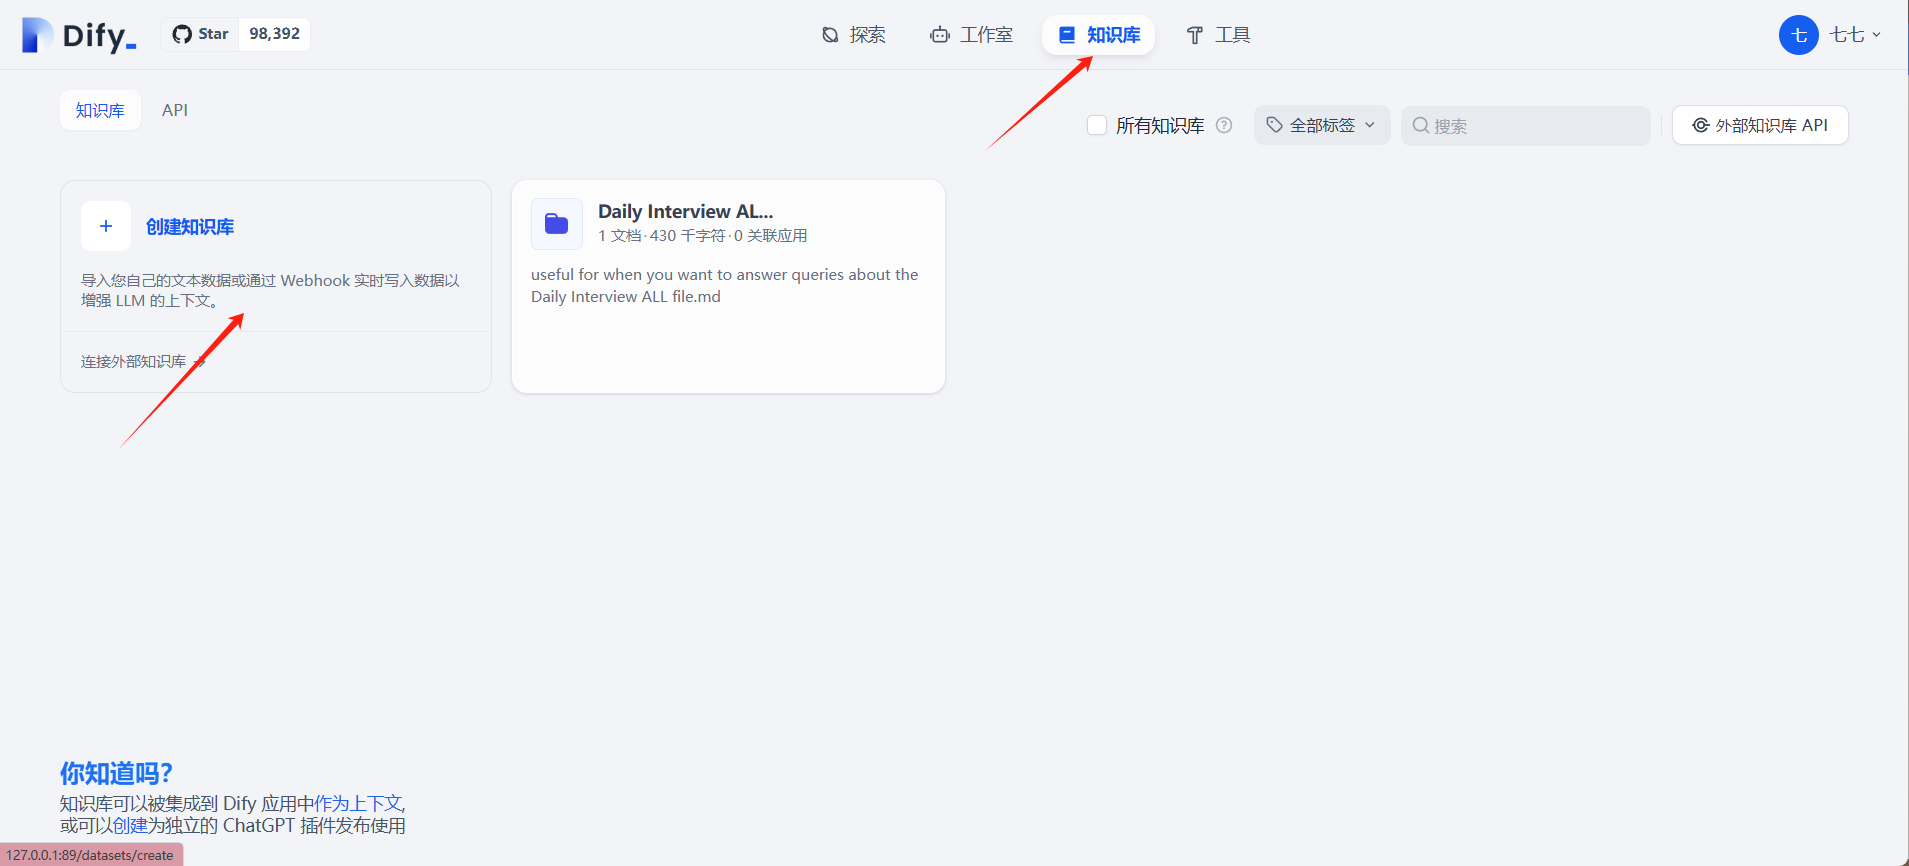 Dify_
Star 98,392
探索
工作室
知识库
工具
七 七七
知识库
API
所有知识库
全部标签
搜索
外部知识库 API
创建知识库
导入您自己的文本数据或通过 Webhook 实时写入数据以
增强 LLM 的上下文。
连接外部知识库
Daily Interview AL...
1 文档·430 千字符·0 关联应用
useful for when you want to answer queries about the
Daily Interview ALL file.md
你知道吗?
知识库可以被集成到 Dify 应用中作为上下文,
或可以创建为独立的 ChatGPT 插件发布使用
127.0.0.1:89/datasets/create